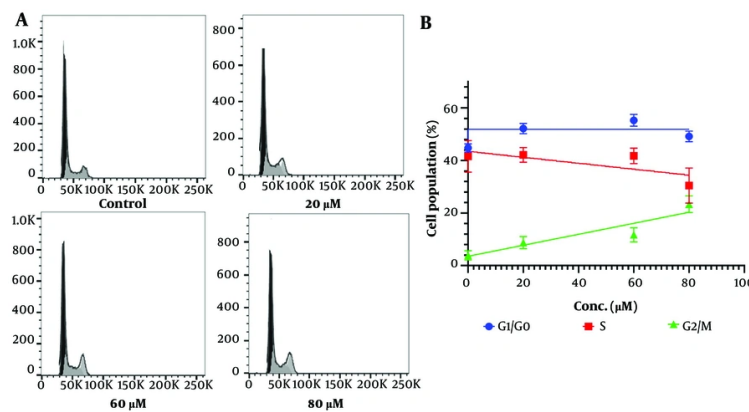 A
1.0K
800
600
400
200
0
0 50K 100K 150K 200K 250K
Control
800
600
400
200
0
0 50K 100K 150K 200K 250K
20 µM
1.0K
800
600
400
200
0
0 50K 100K 150K 200K 250K
60 µM
800
600
400
200
0
0 50K 100K 150K 200K 250K
80 µM
B
Cell population (%)
60
40
20
0
0 20 40 60 80 100
Conc. (µM)
G1/G0 S G2/M